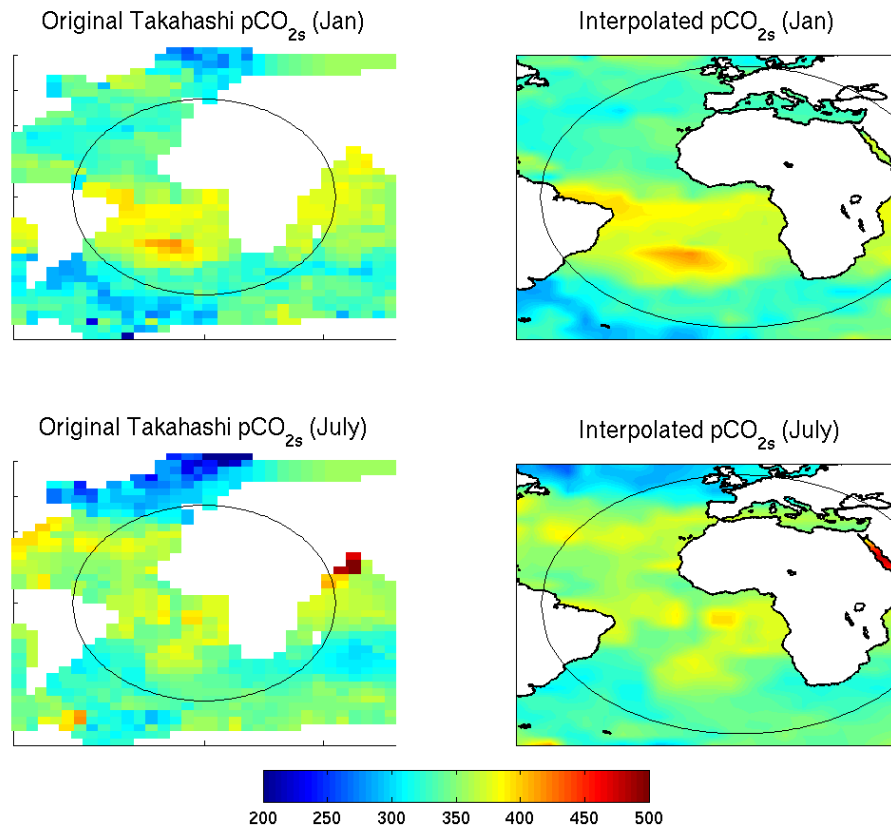 Original Takahashi pCO2s (Jan)
Interpolated pCO2s (Jan)
Original Takahashi pCO2s (July)
Interpolated pCO2s (July)
200 250 300 350 400 450 500